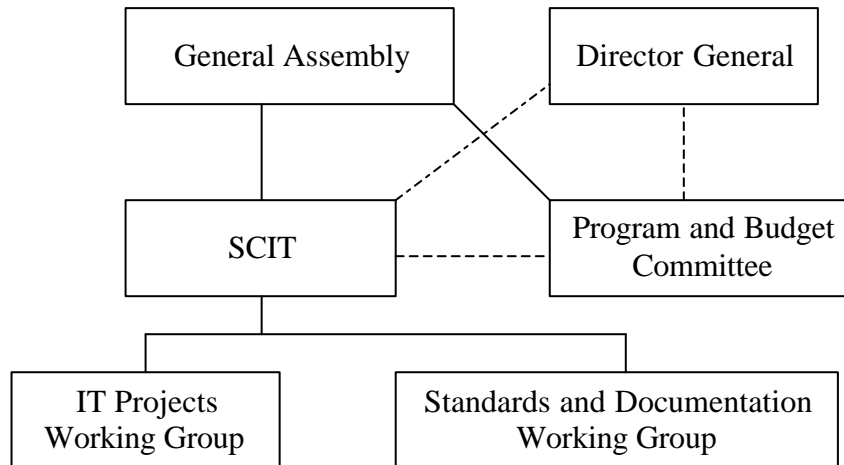 General Assembly
Director General
SCIT
Program and Budget
Committee
IT Projects
Working Group
Standards and Documentation
Working Group